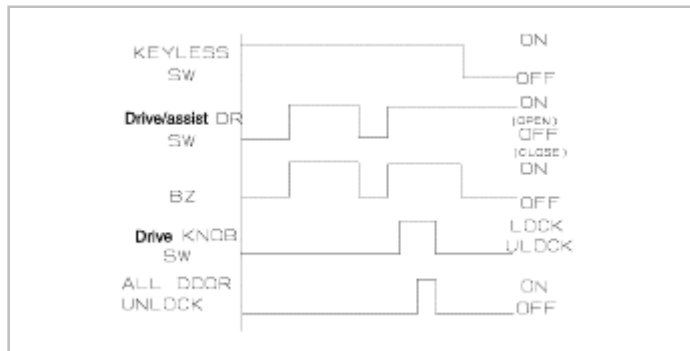 KEYLESS
SW
ON
OFF
Drive/assist DR
SW
ON
(OPEN)
OFF
(CLOSE)
BZ
ON
OFF
Drive KNOB
SW
LOCK
ULOCK
ALL DOOR
UNLOCK
ON
OFF